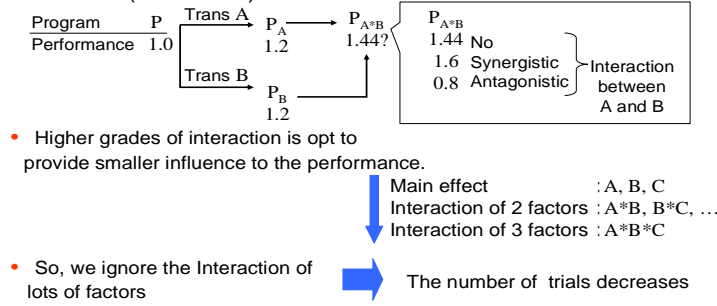 Program P Trans A P_A P_A*B P_A*B
Performance 1.0 1.2 1.44? 1.44 No
1.6 Synergistic
0.8 Antagonistic
Interaction
between
A and B
Trans B P_B
1.2
• Higher grades of interaction is opt to
provide smaller influence to the performance.
Main effect : A, B, C
Interaction of 2 factors : A*B, B*C, …
Interaction of 3 factors : A*B*C
• So, we ignore the Interaction of
lots of factors
The number of trials decreases